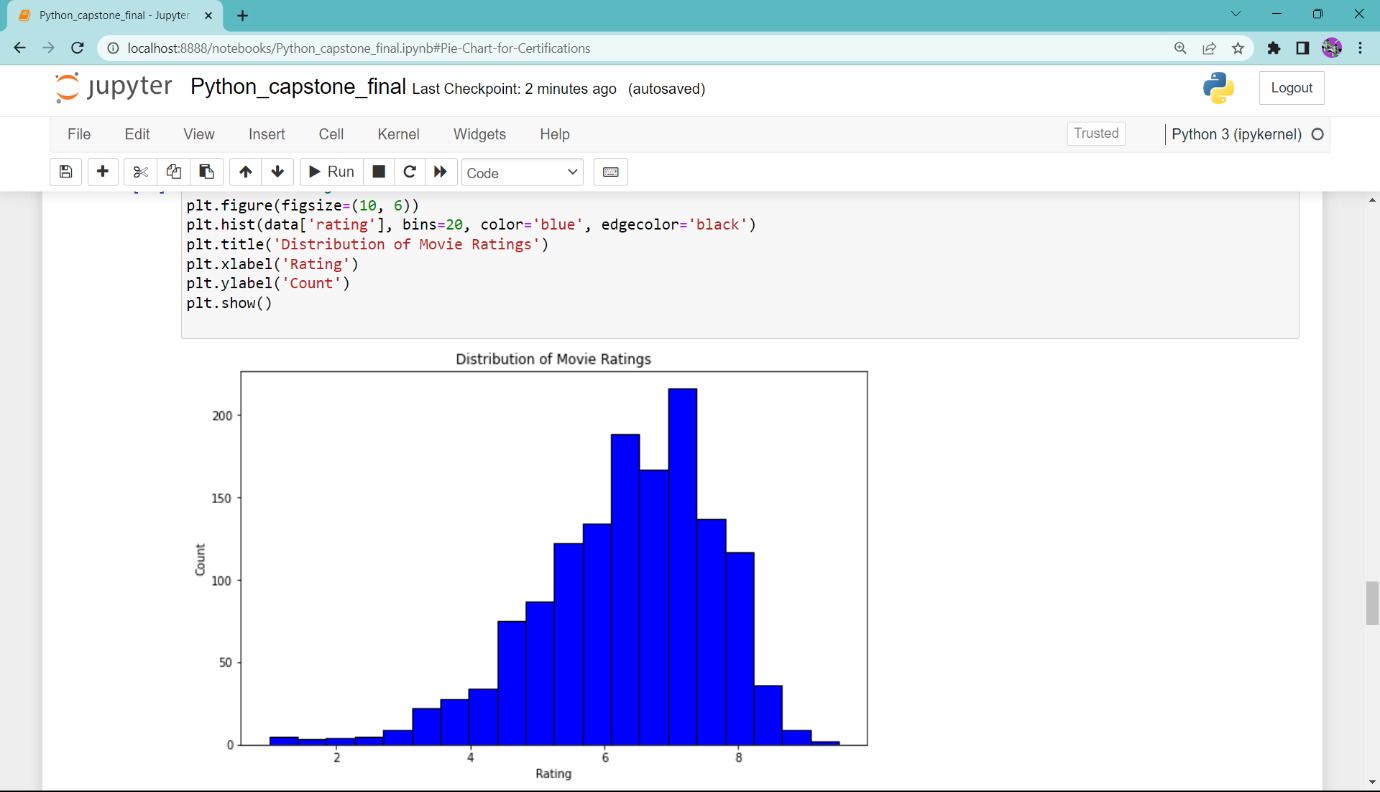 Python_capstone_final - Jupyter
localhost:8888/notebooks/Python_capstone_final.ipynb#Pie-Chart-for-Certifications
jupyter Python_capstone_final Last Checkpoint: 2 minutes ago (autosaved)
Logout
File Edit View Insert Cell Kernel Widgets Help
Trusted
Python 3 (ipykernel)
Run
Code
plt.figure(figsize=(10, 6))
plt.hist(data['rating'], bins=20, color='blue', edgecolor='black')
plt.title('Distribution of Movie Ratings')
plt.xlabel('Rating')
plt.ylabel('Count')
plt.show()
Distribution of Movie Ratings
200
150
100
50
0
Count
2 4 6 8
Rating